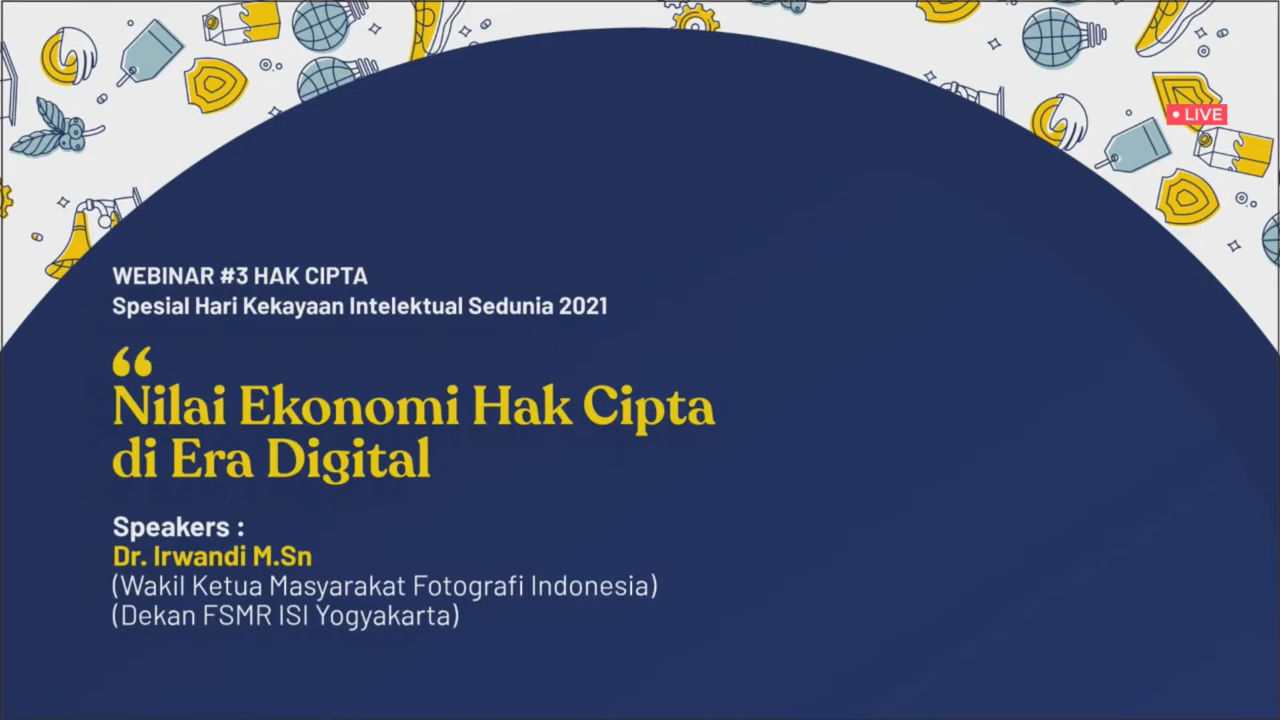 • LIVE
WEBINAR #3 HAK CIPTA
Spesial Hari Kekayaan Intelektual Sedunia 2021
“
Nilai Ekonomi Hak Cipta
di Era Digital
Speakers :
Dr. Irwandi M.Sn
(Wakil Ketua Masyarakat Fotografi Indonesia)
(Dekan FSMR ISI Yogyakarta)